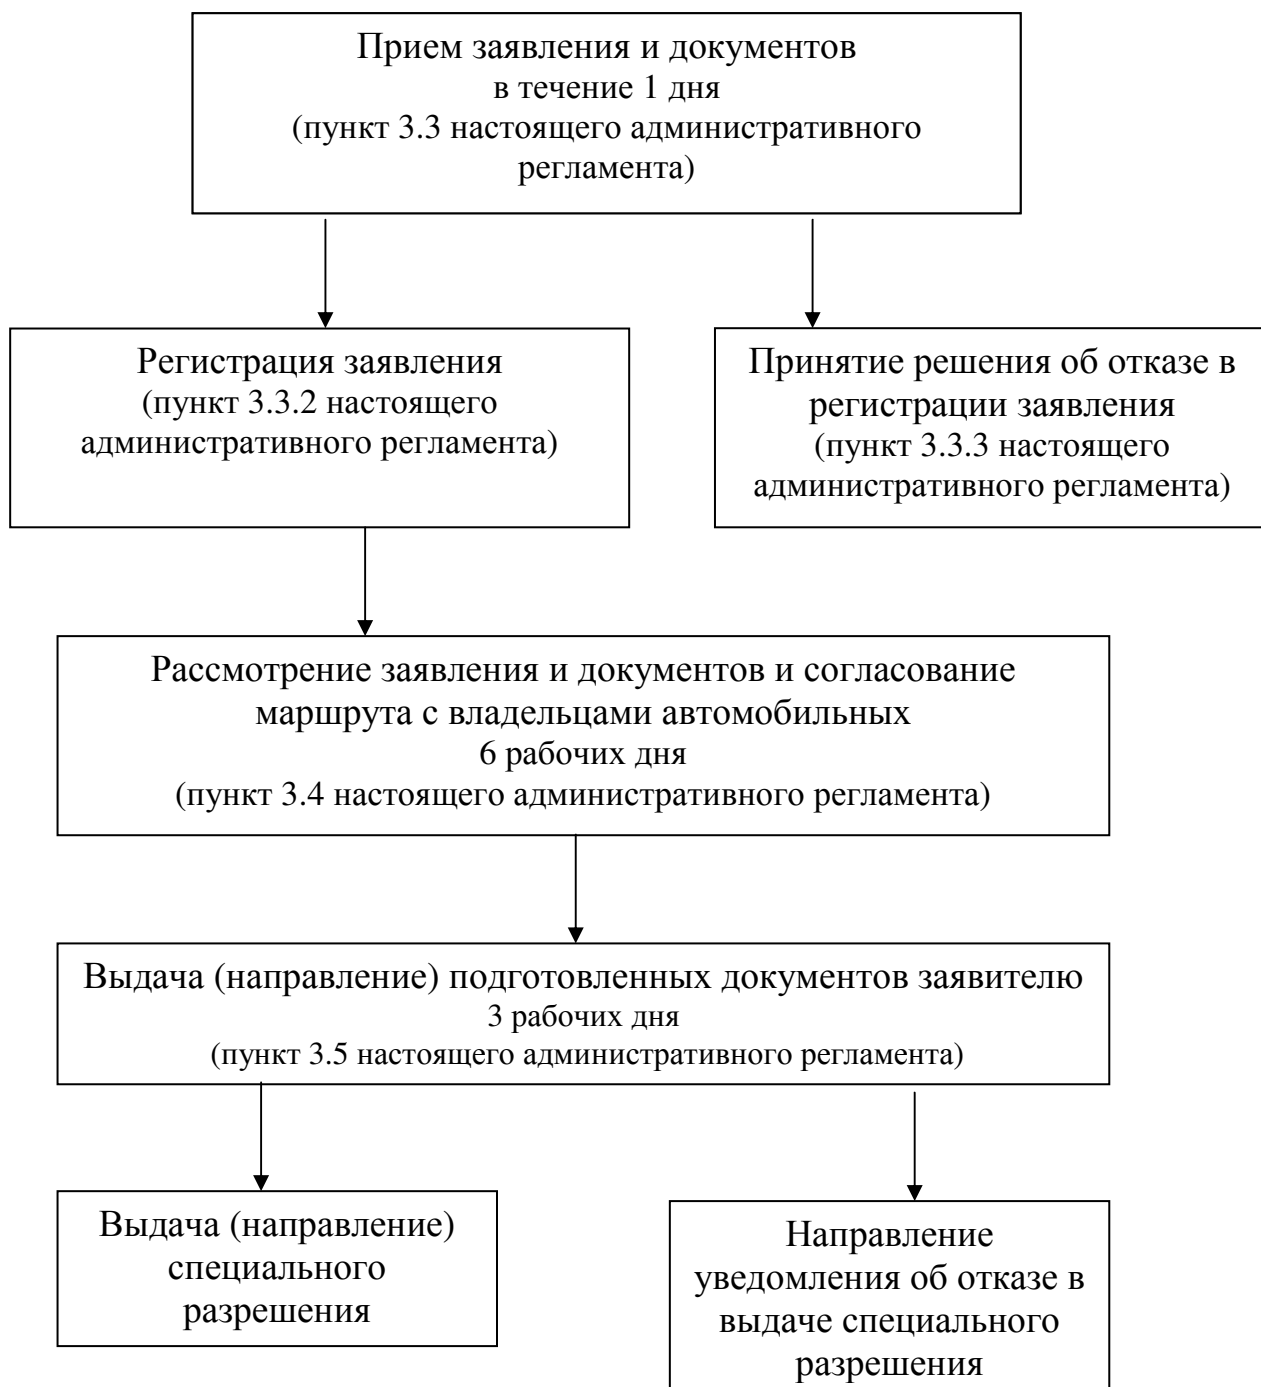 Прием заявления и документов
в течение 1 дня
(пункт 3.3 настоящего административного
регламента)
Регистрация заявления
(пункт 3.3.2 настоящего
административного регламента)
Принятие решения об отказе в
регистрации заявления
(пункт 3.3.3 настоящего
административного регламента)
Рассмотрение заявления и документов и согласование
маршрута с владельцами автомобильных
6 рабочих дня
(пункт 3.4 настоящего административного регламента)
Выдача (направление) подготовленных документов заявителю
3 рабочих дня
(пункт 3.5 настоящего административного регламента)
Выдача (направление)
специального
разрешения
Направление
уведомления об отказе в
выдаче специального
разрешения